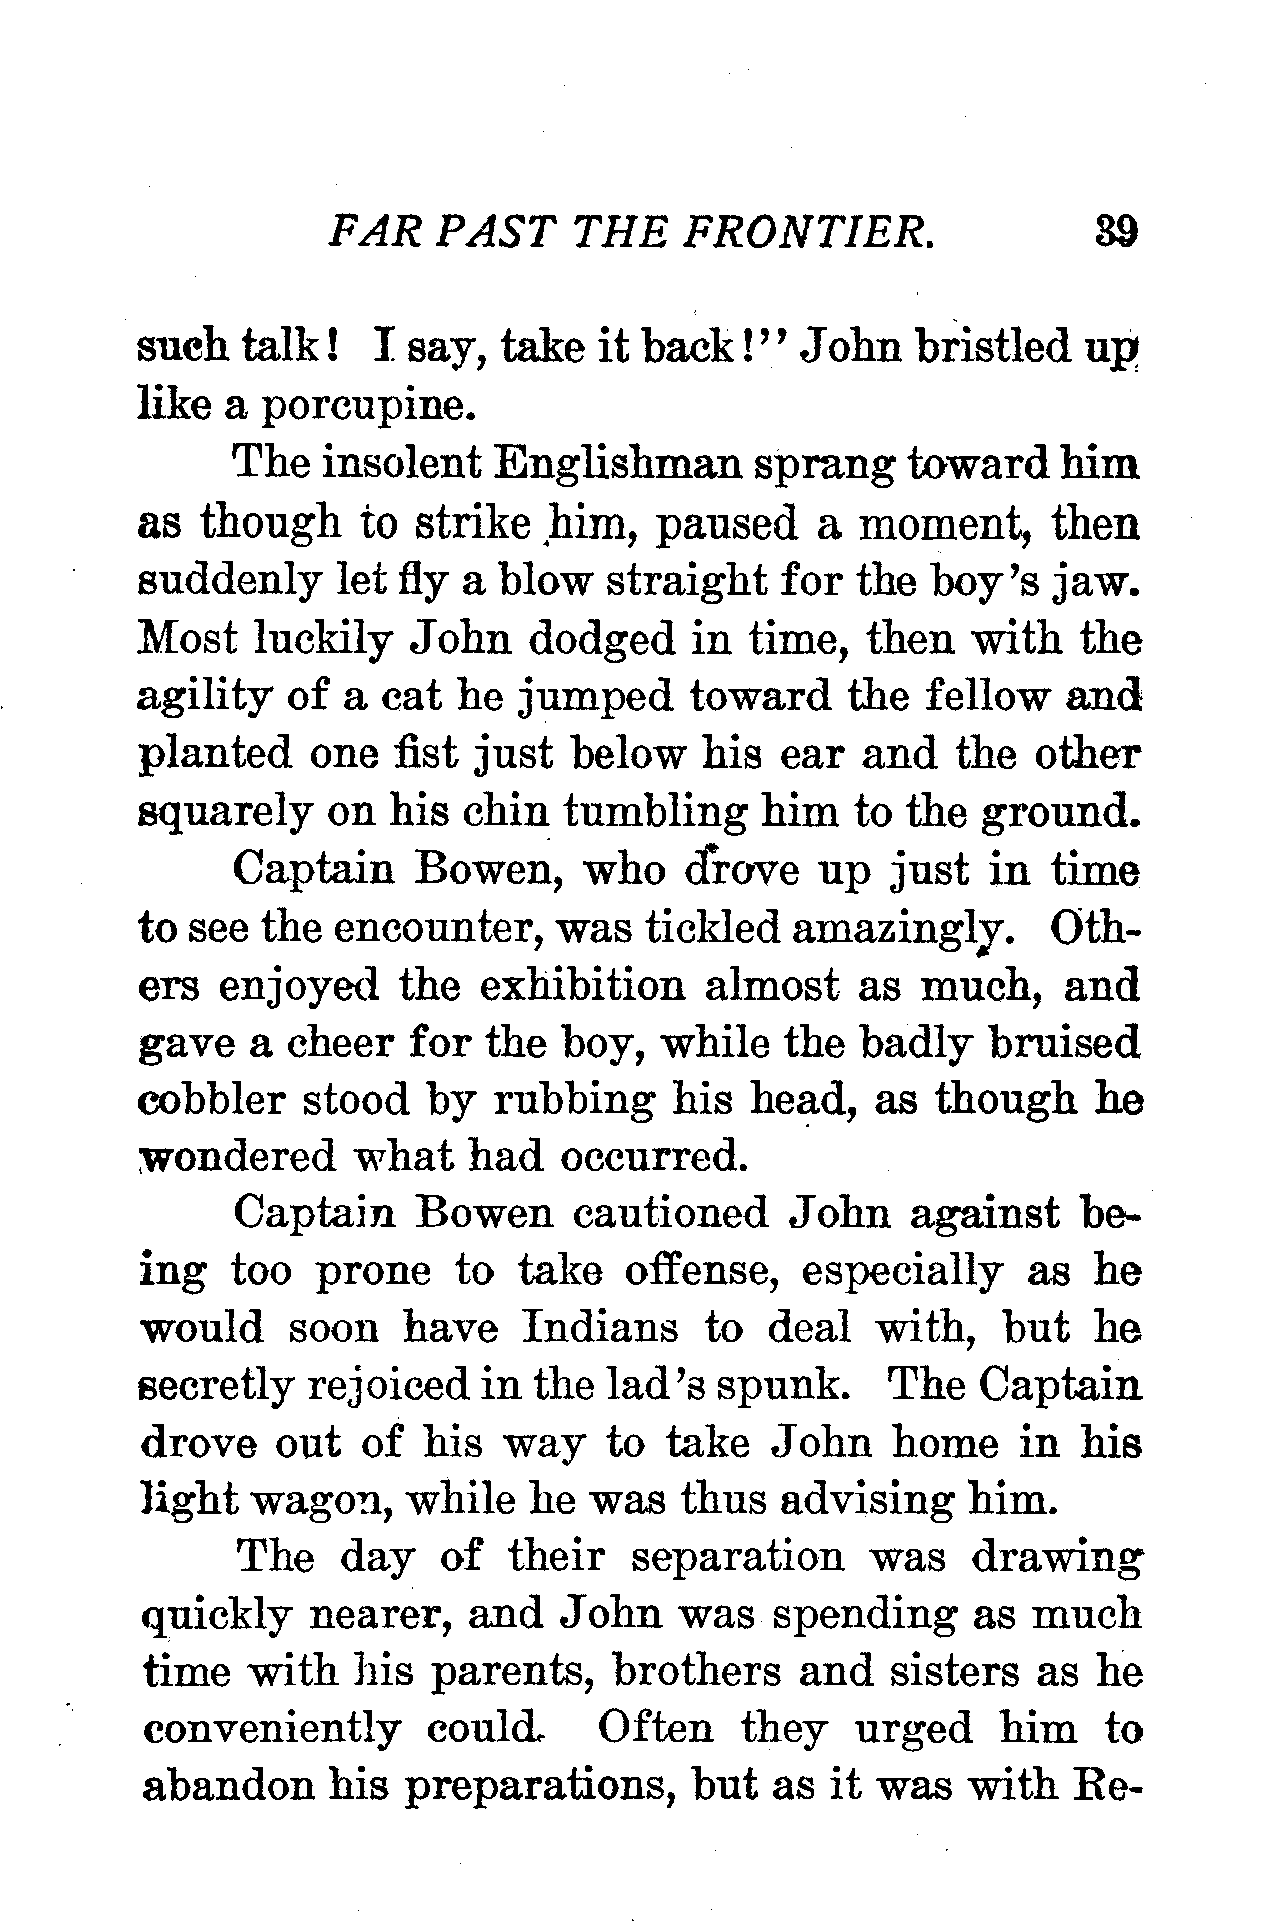 FAR PAST THE FRONTIER. 39
such talk! I say, take it back!'' John bristled up
like a porcupine.
The insolent Englishman sprang toward him
as though to strike him, paused a moment, then
suddenly let fly a blow straight for the boy's jaw.
Most luckily John dodged in time, then with the
agility of a cat he jumped toward the fellow and
planted one fist just below his ear and the other
squarely on his chin tumbling him to the ground.
Captain Bowen, who drove up just in time
to see the encounter, was tickled amazingly. Oth-
ers enjoyed the exhibition almost as much, and
gave a cheer for the boy, while the badly bruised
cobbler stood by rubbing his head, as though he
wondered what had occurred.
Captain Bowen cautioned John against be-
ing too prone to take offense, especially as he
would soon have Indians to deal with, but he
secretly rejoiced in the lad's spunk. The Captain
drove out of his way to take John home in his
light wagon, while he was thus advising him.
The day of their separation was drawing
quickly nearer, and John was spending as much
time with his parents, brothers and sisters as he
conveniently could. Often they urged him to
abandon his preparations, but as it was with Re-